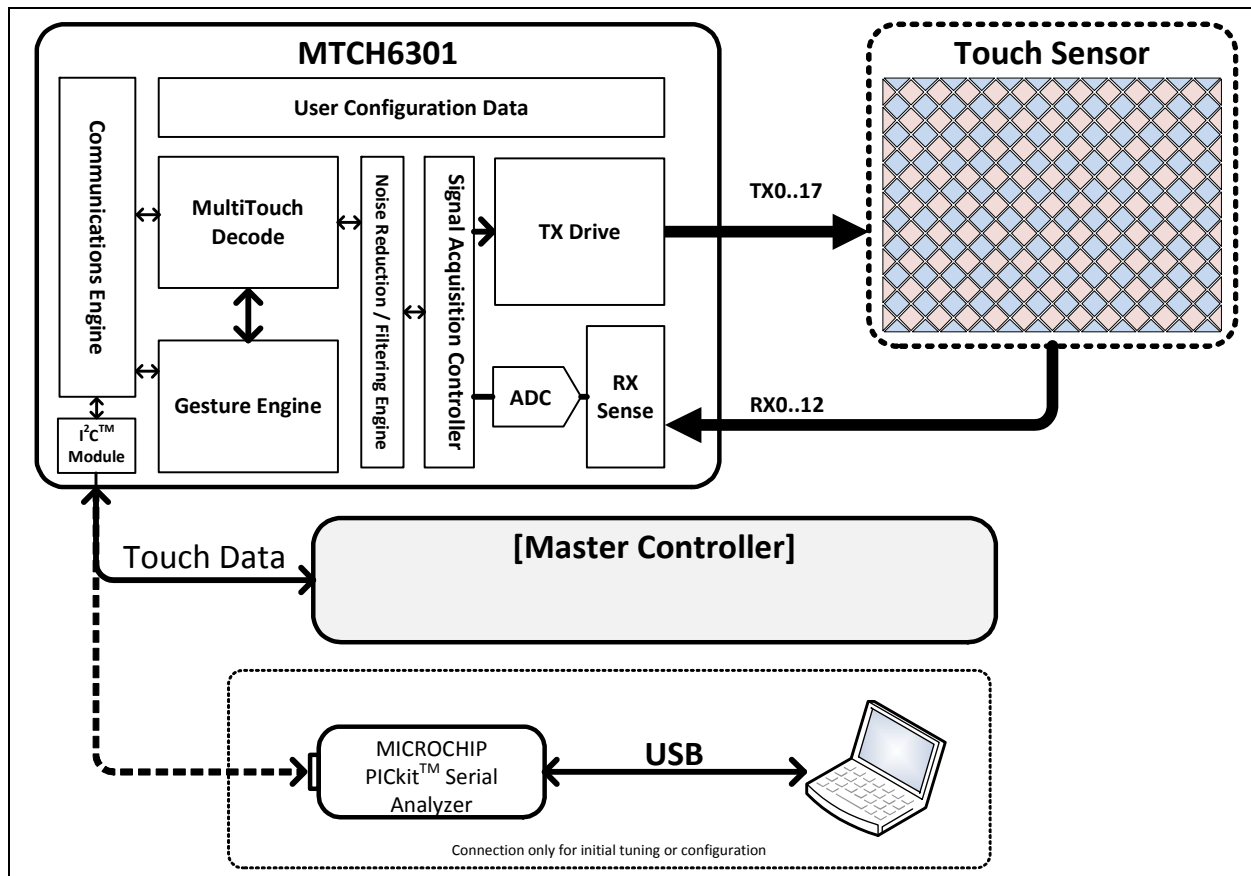 MTCH6301
User Configuration Data
Communications Engine
MultiTouch
Decode
Gesture Engine
I²C™
Module
Noise Reduction / Filtering Engine
Signal Acquisition Controller
TX Drive
ADC
RX
Sense
TX0..17
RX0..12
Touch Sensor
Touch Data
[Master Controller]
MICROCHIP
PICkit™ Serial
Analyzer
USB
Connection only for initial tuning or configuration